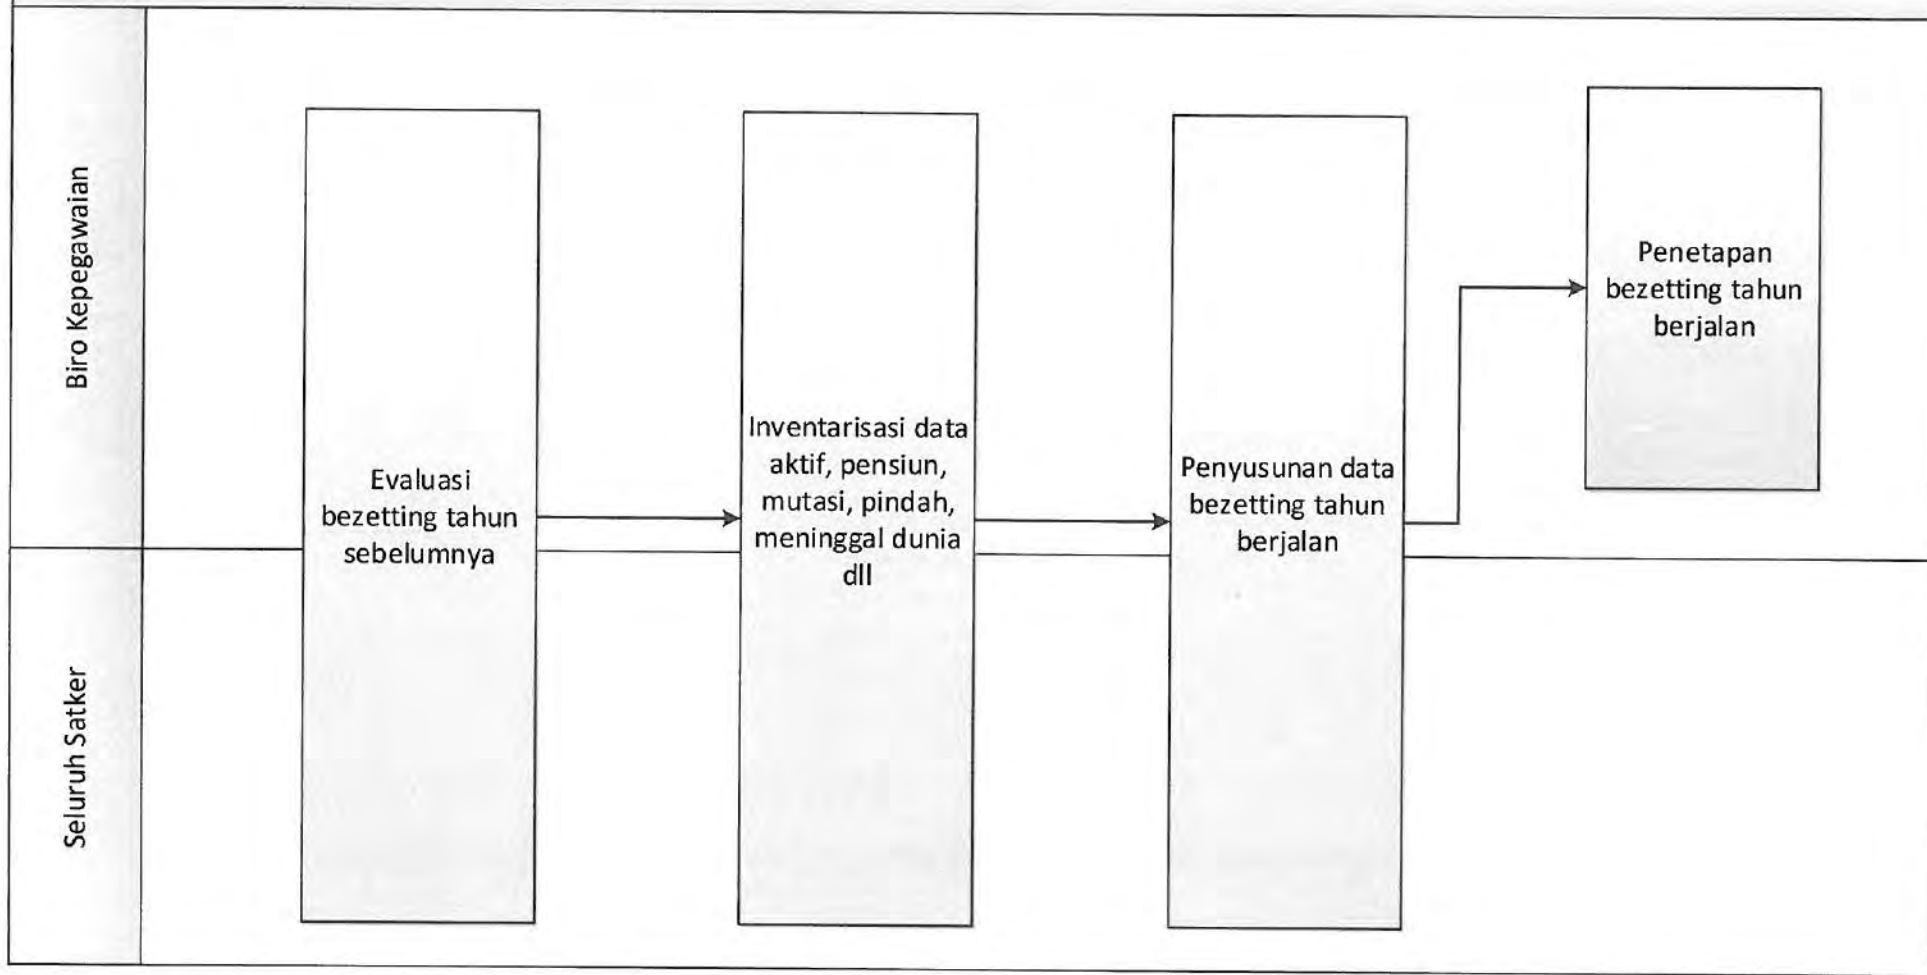 Biro Kepegawaian
Evaluasi
bezetting tahun
sebelumnya
Inventarisasi data
aktif, pensiun,
mutasi, pindah,
meninggal dunia
dll
Penyusunan data
bezetting tahun
berjalan
Penetapan
bezetting tahun
berjalan
Seluruh Satker